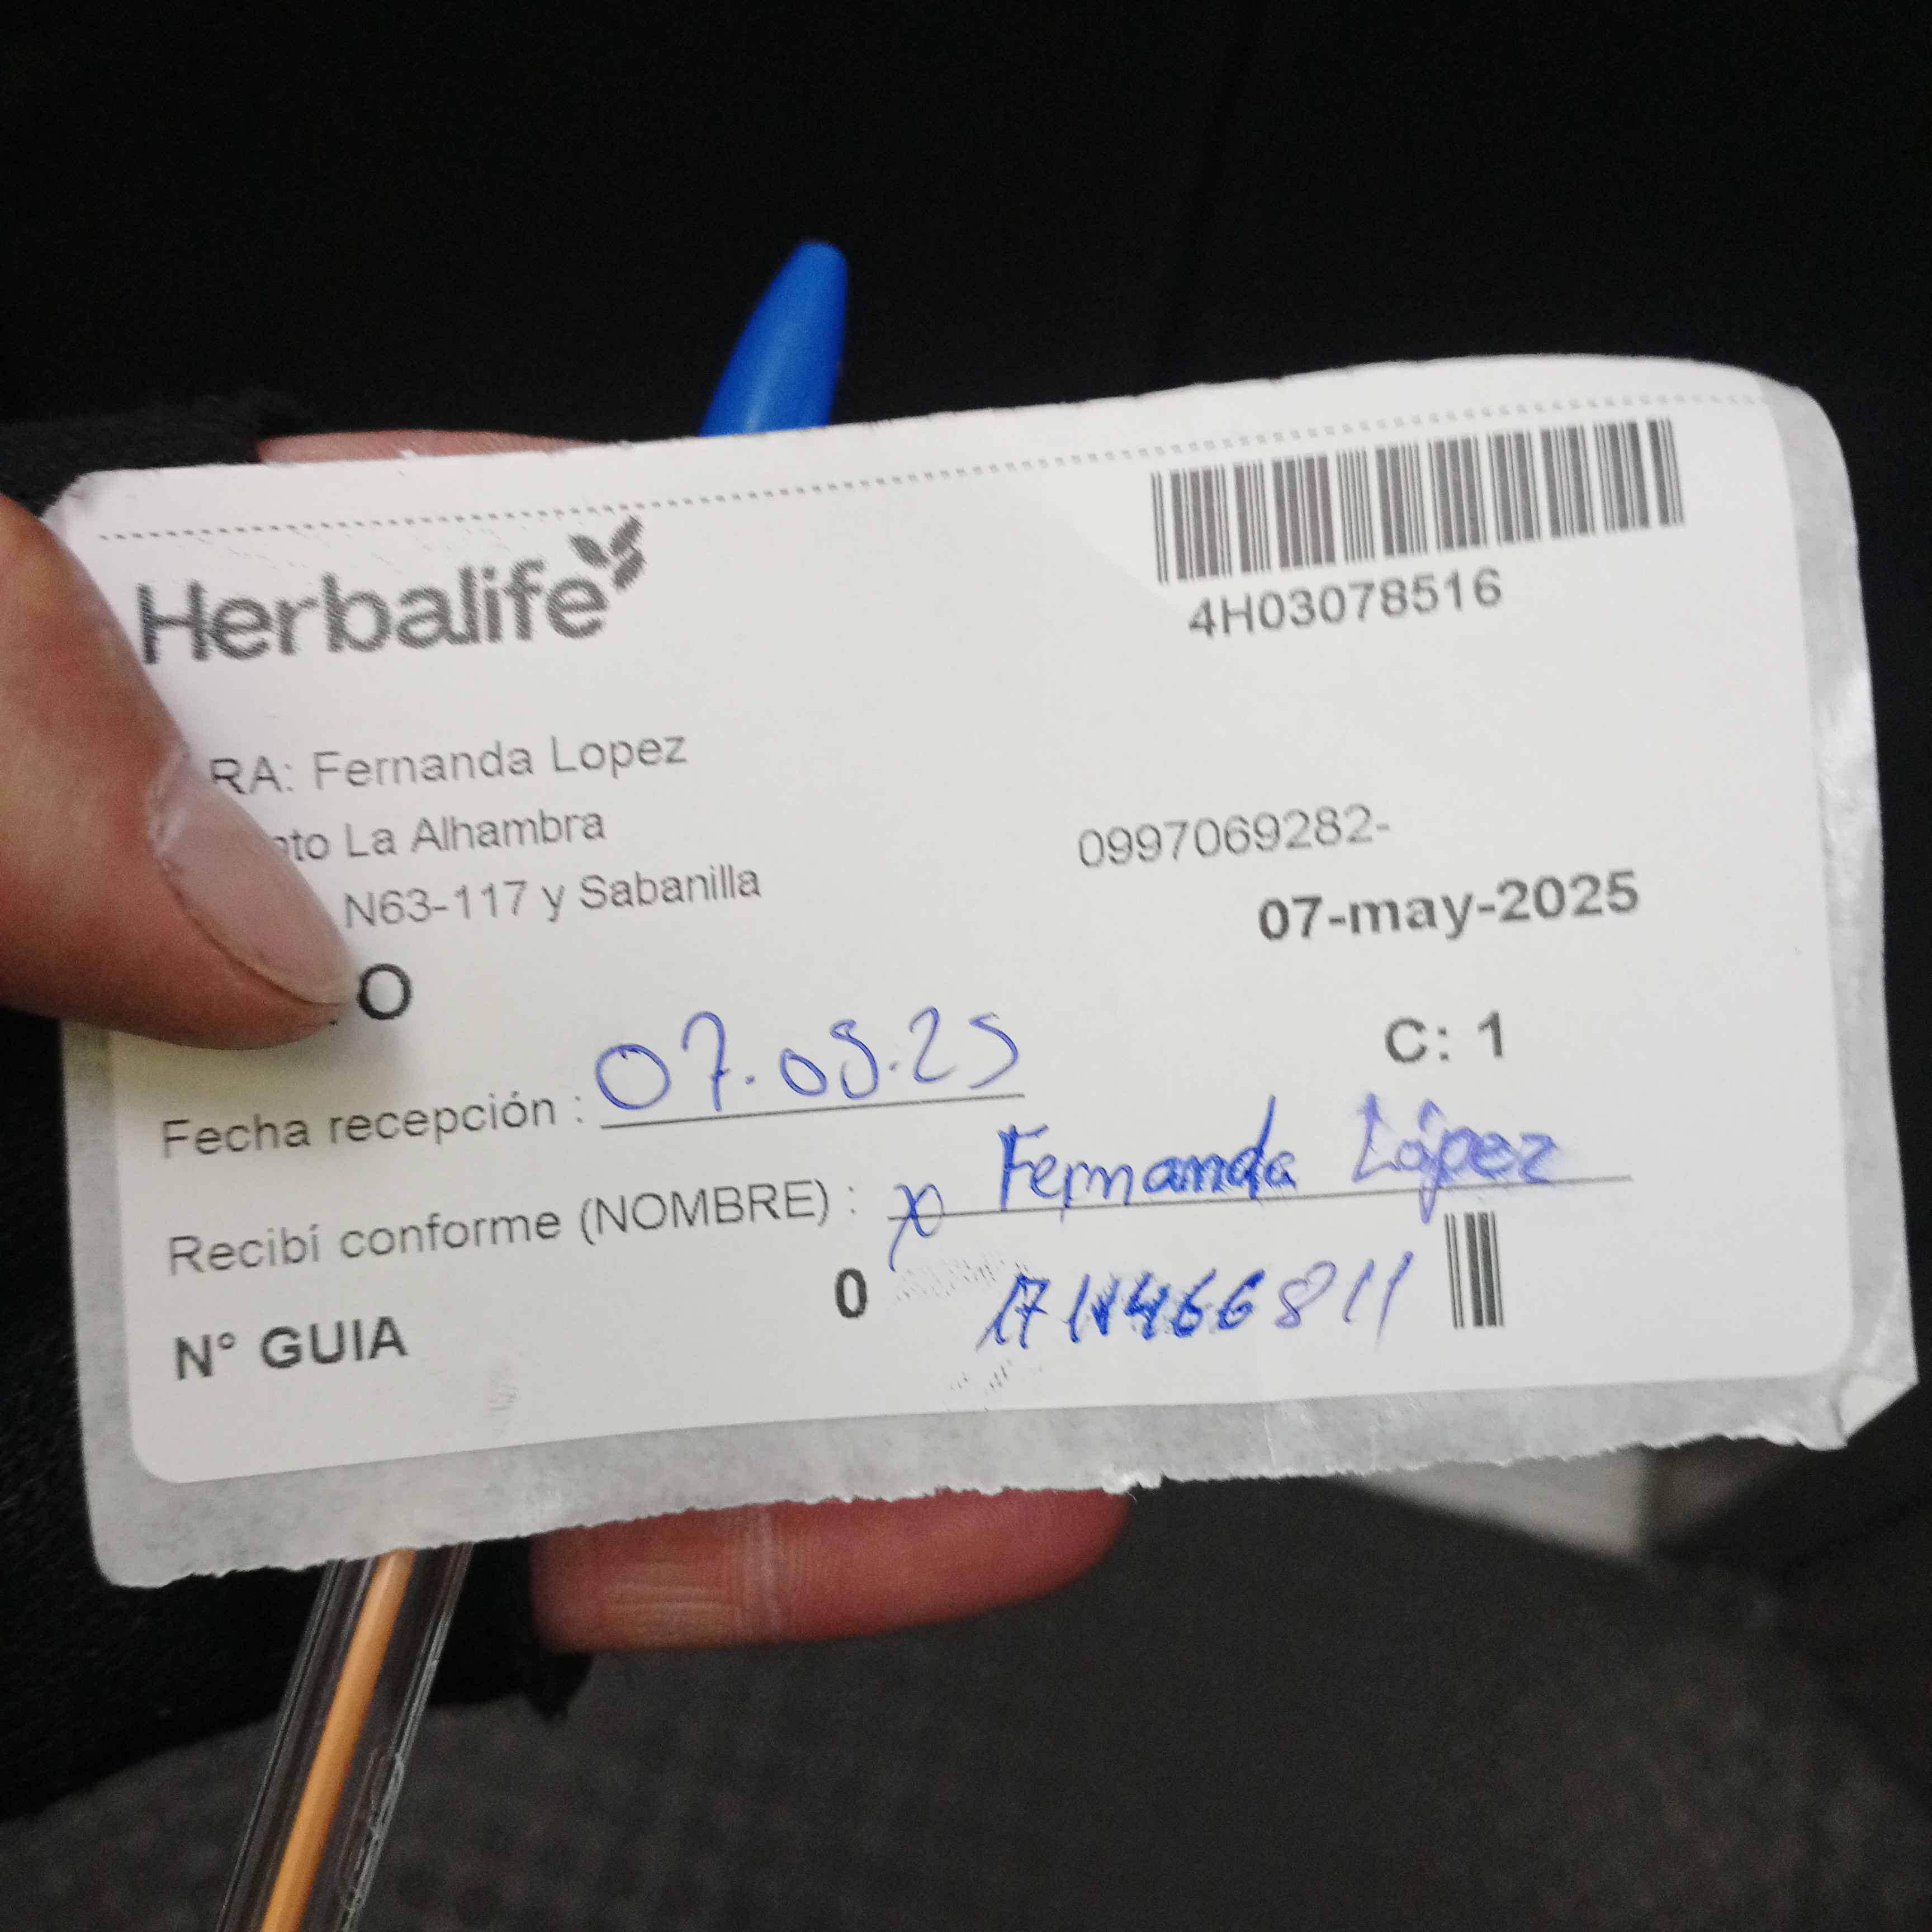 Herbalife
4H03078516
RA: Fernanda Lopez
nto La Alhambra
0997069282-
N63-117 y Sabanilla
07-may-2025
O
C: 1
Fecha recepción : 07.05.25
Recibí conforme (NOMBRE) : Fernanda López
N° GUIA
0